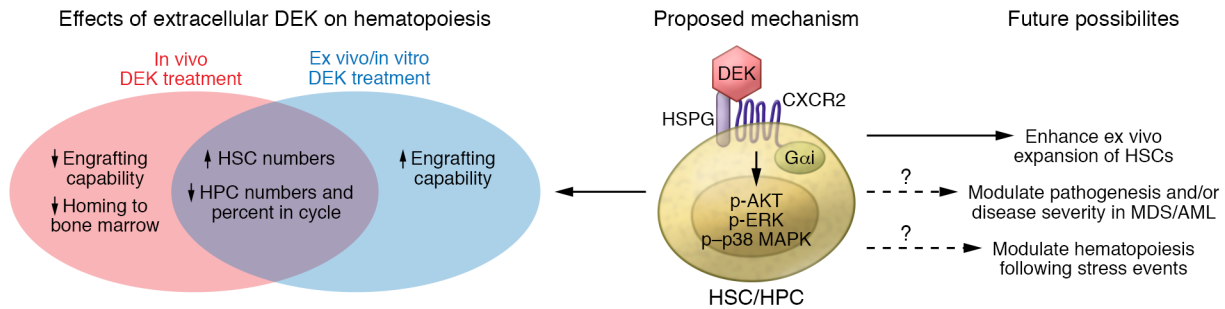 Effects of extracellular DEK on hematopoiesis
In vivo
DEK treatment
Ex vivo/in vitro
DEK treatment
Engrafting
capability
Homing to
bone marrow
HSC numbers
HPC numbers and
percent in cycle
Engrafting
capability
Proposed mechanism
DEK
HSPG
CXCR2
Gαi
p-AKT
p-ERK
p–p38 MAPK
HSC/HPC
Future possibilites
Enhance ex vivo
expansion of HSCs
?
Modulate pathogenesis and/or
disease severity in MDS/AML
?
Modulate hematopoiesis
following stress events